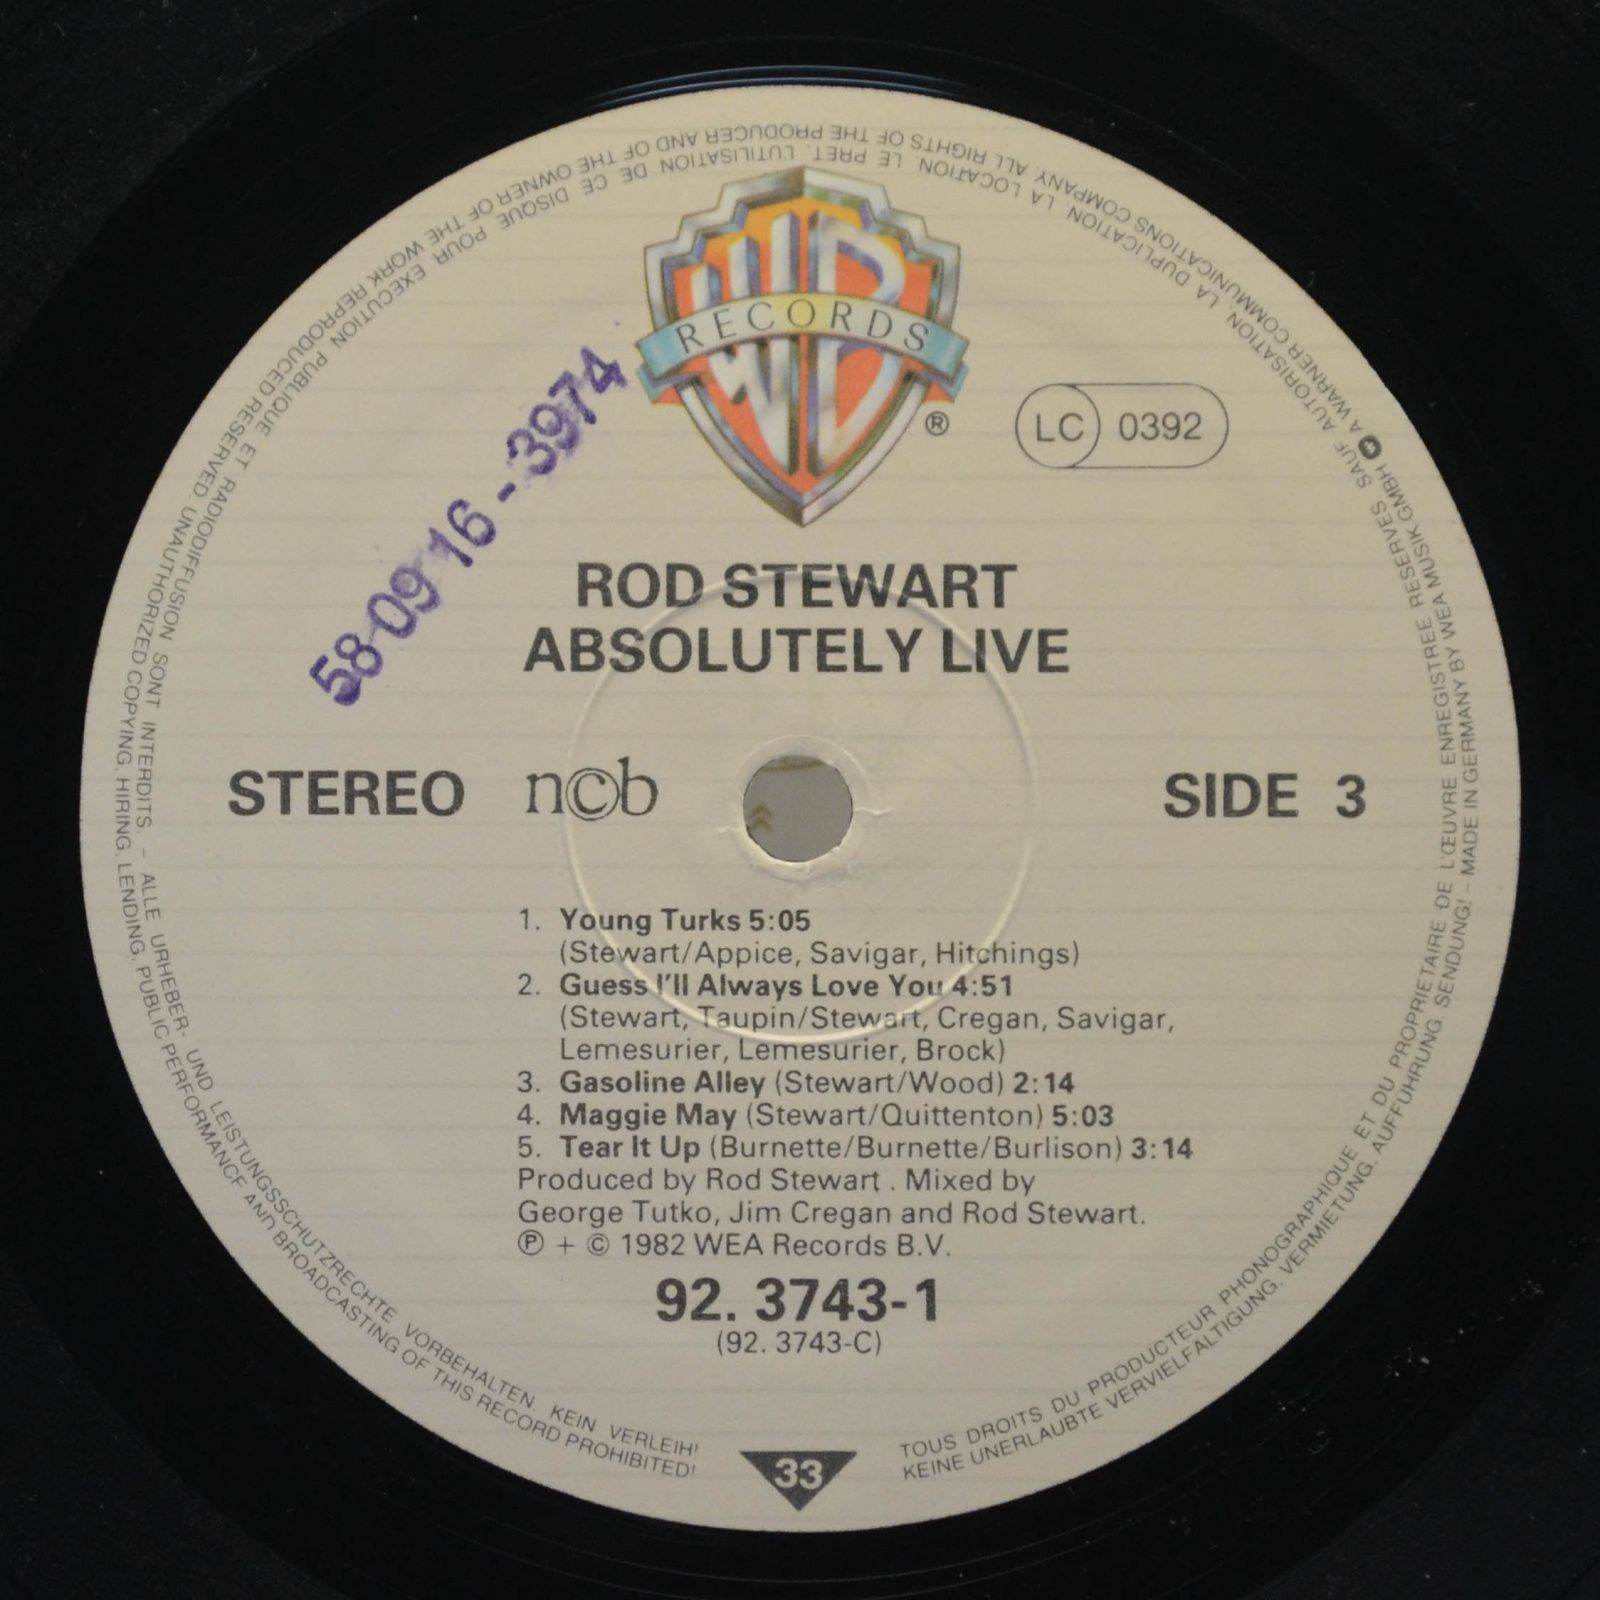 WB
RECORDS
®
LC 0392
58-09 16 - 3974
ROD STEWART
ABSOLUTELY LIVE
STEREO n©b SIDE 3
1. Young Turks 5:05
(Stewart/Appice, Savigar, Hitchings)
2. Guess I'll Always Love You 4:51
(Stewart, Taupin/Stewart, Cregan, Savigar,
Lemesurier, Lemesurier, Brock)
3. Gasoline Alley (Stewart/Wood) 2:14
4. Maggie May (Stewart/Quittenton) 5:03
5. Tear It Up (Burnette/Burnette/Burlison) 3:14
Produced by Rod Stewart . Mixed by
George Tutko, Jim Cregan and Rod Stewart.
℗ + © 1982 WEA Records B.V.
92. 3743-1
(92. 3743-C)
33
TOUS DROITS DU PRODUCTEUR PHONOGRAPHIQUE ET DU PROPRIETAIRE DE L'ŒUVRE ENREGISTREE RESERVES SAUF AUTORISATION, LA DUPLICATION, LA LOCATION, LE PRET, L'UTILISATION DE CE DISQUE POUR EXECUTION PUBLIQUE ET RADIODIFFUSION SONT INTERDITS – ALLE URHEBER- UND LEISTUNGSSCHUTZRECHTE VORBEHALTEN. KEIN VERLEIH!
KEINE UNERLAUBTE VERVIELFALTIGUNG, VERMIETUNG, AUFFUHRUNG, SENDUNG! – MADE IN GERMANY BY WEA MUSIK GMBH A WARNER COMMUNICATIONS COMPANY. ALL RIGHTS OF THE PRODUCER AND OF THE OWNER OF THE WORK REPRODUCED RESERVED UNAUTHORIZED COPYING, HIRING, LENDING, PUBLIC PERFORMANCE AND BROADCASTING OF THIS RECORD PROHIBITED!